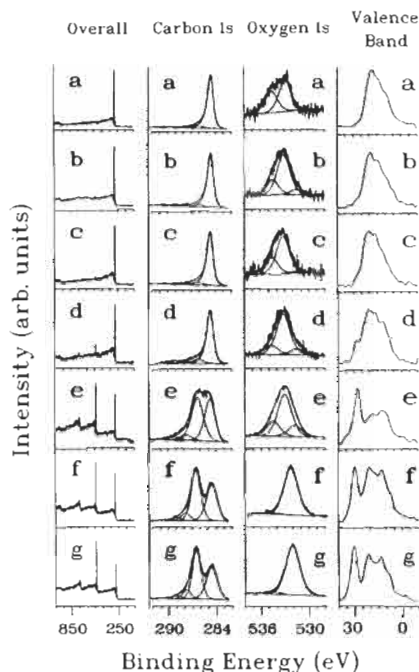 Overall Carbon 1s Oxygen 1s Valence Band
a a a a
b b b b
c c c c
d d d d
e e e e
f f f f
g g g g
850 250 290 284 536 530 30 0
Intensity (arb. units)
Binding Energy (eV)